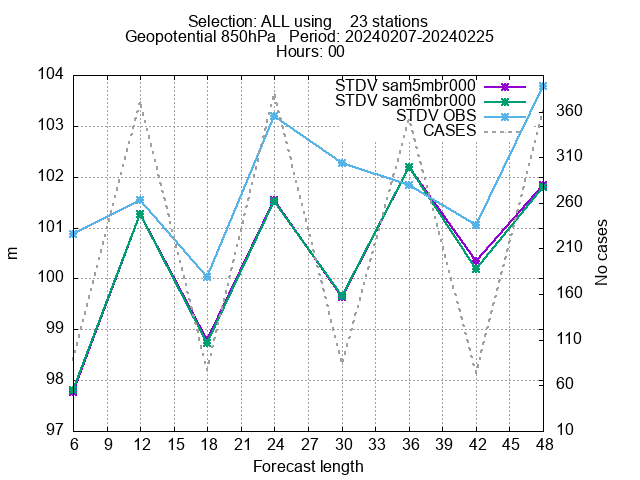 Selection: ALL using    23 stations
Geopotential 850hPa   Period: 20240207-20240225
Hours: 00
STDV sam5mbr000
STDV sam6mbr000
STDV OBS
CASES
104
103
102
101
100
99
98
97
m
360
310
260
210
160
110
60
10
No cases
6 9 12 15 18 21 24 27 30 33 36 39 42 45 48
Forecast length